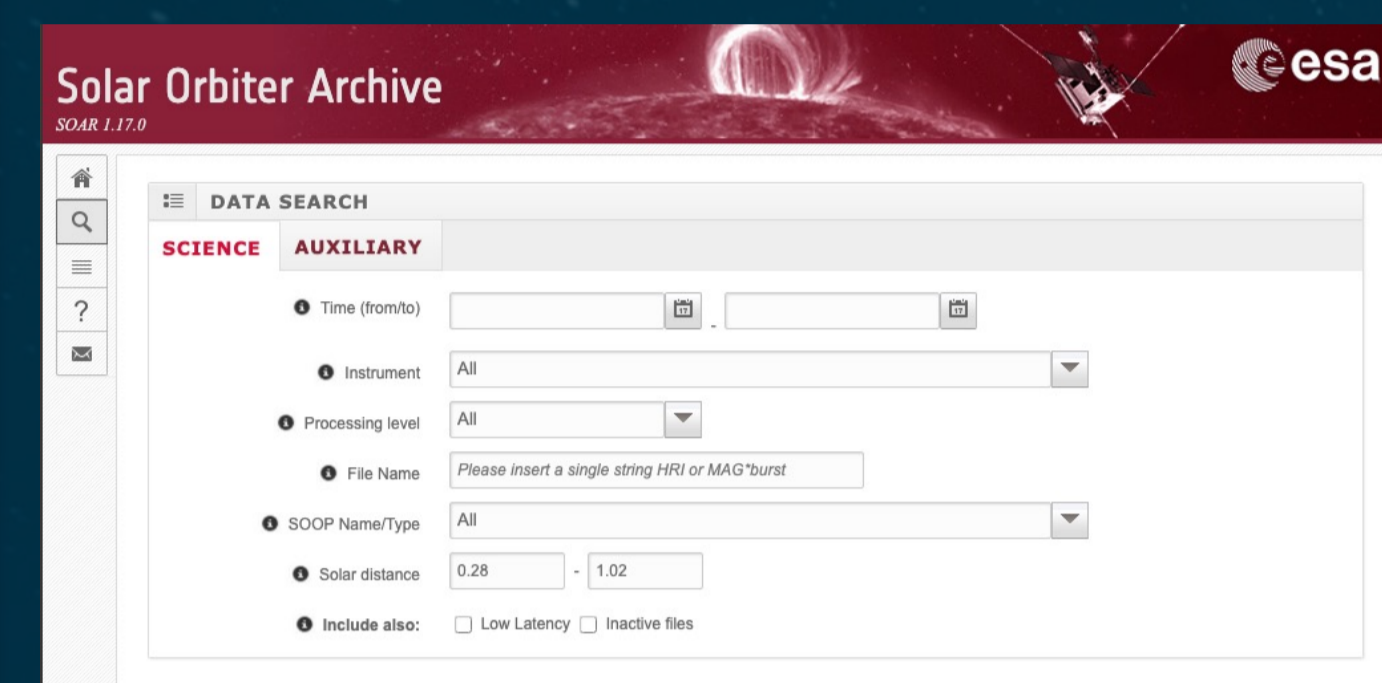 Solar Orbiter Archive
SOAR 1.17.0
esa
DATA SEARCH
SCIENCE AUXILIARY
Time (from/to) 17 - 17
Instrument All
Processing level All
File Name Please insert a single string HRI or MAG*burst
SOOP Name/Type All
Solar distance 0.28 - 1.02
Include also: Low Latency Inactive files